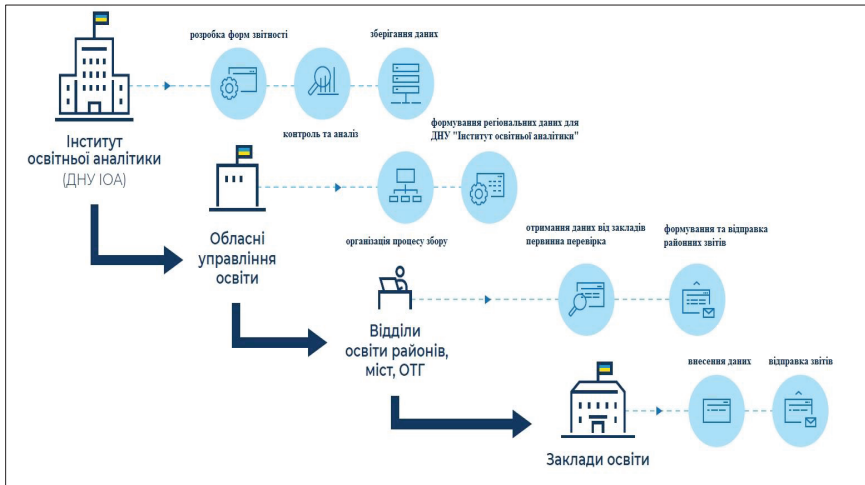 розробка форм звітності
зберігання даних
контроль та аналіз
Інститут
освітньої аналітики
(ДНУ ІОА)
формування регіональних даних для
ДНУ "Інститут освітньої аналітики"
організація процесу збору
Обласні
управління
освіти
отримання даних від закладів
первинна перевірка
формування та відправка
районних звітів
Відділи
освіти районів,
міст, ОТГ
внесення даних
відправка звітів
Заклади освіти